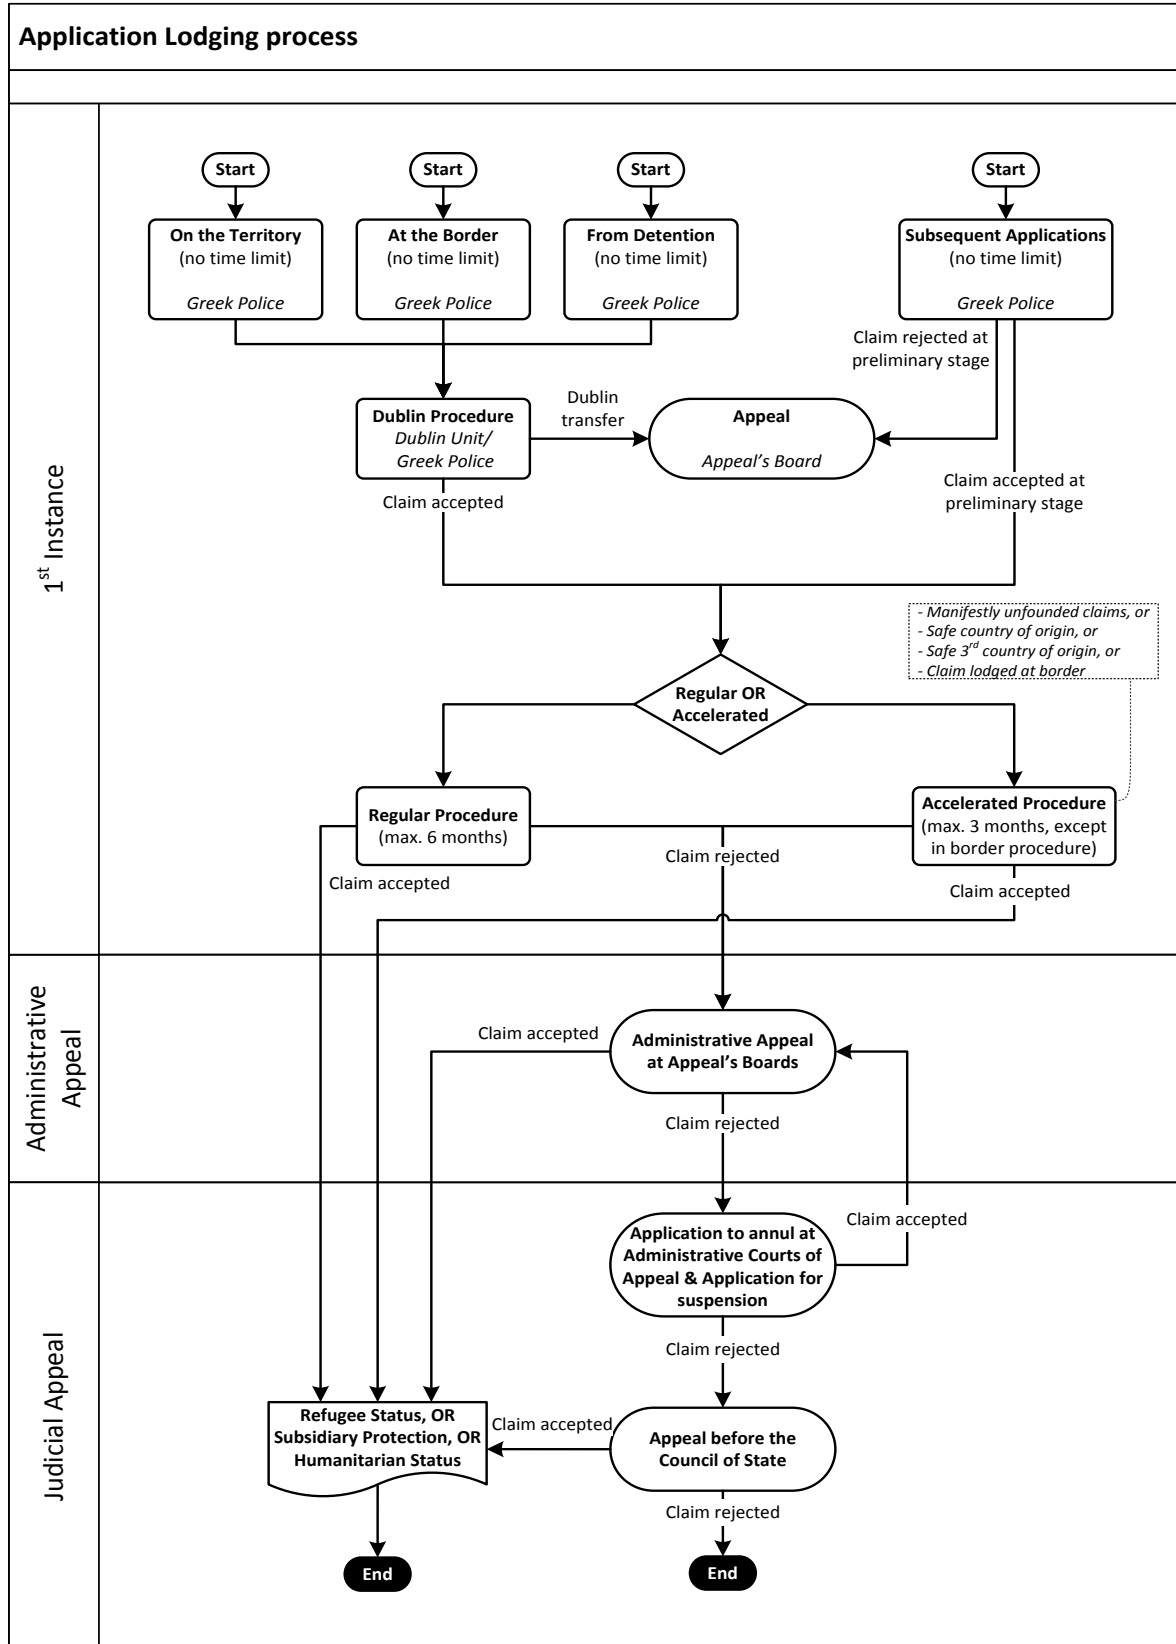 Application Lodging process
1st Instance
Start
Start
Start
Start
On the Territory
(no time limit)
Greek Police
At the Border
(no time limit)
Greek Police
From Detention
(no time limit)
Greek Police
Subsequent Applications
(no time limit)
Greek Police
Claim rejected at
preliminary stage
Dublin Procedure
Dublin Unit/
Greek Police
Dublin
transfer
Appeal
Appeal's Board
Claim accepted
Claim accepted at
preliminary stage
- Manifestly unfounded claims, or
- Safe country of origin, or
- Safe 3rd country of origin, or
- Claim lodged at border
Regular OR
Accelerated
Regular Procedure
(max. 6 months)
Accelerated Procedure
(max. 3 months, except
in border procedure)
Claim rejected
Claim accepted
Claim accepted
Administrative
Appeal
Claim accepted
Administrative Appeal
at Appeal's Boards
Claim rejected
Judicial Appeal
Claim accepted
Application to annul at
Administrative Courts of
Appeal & Application for
suspension
Claim rejected
Refugee Status, OR
Subsidiary Protection, OR
Humanitarian Status
Claim accepted
Appeal before the
Council of State
Claim rejected
End
End